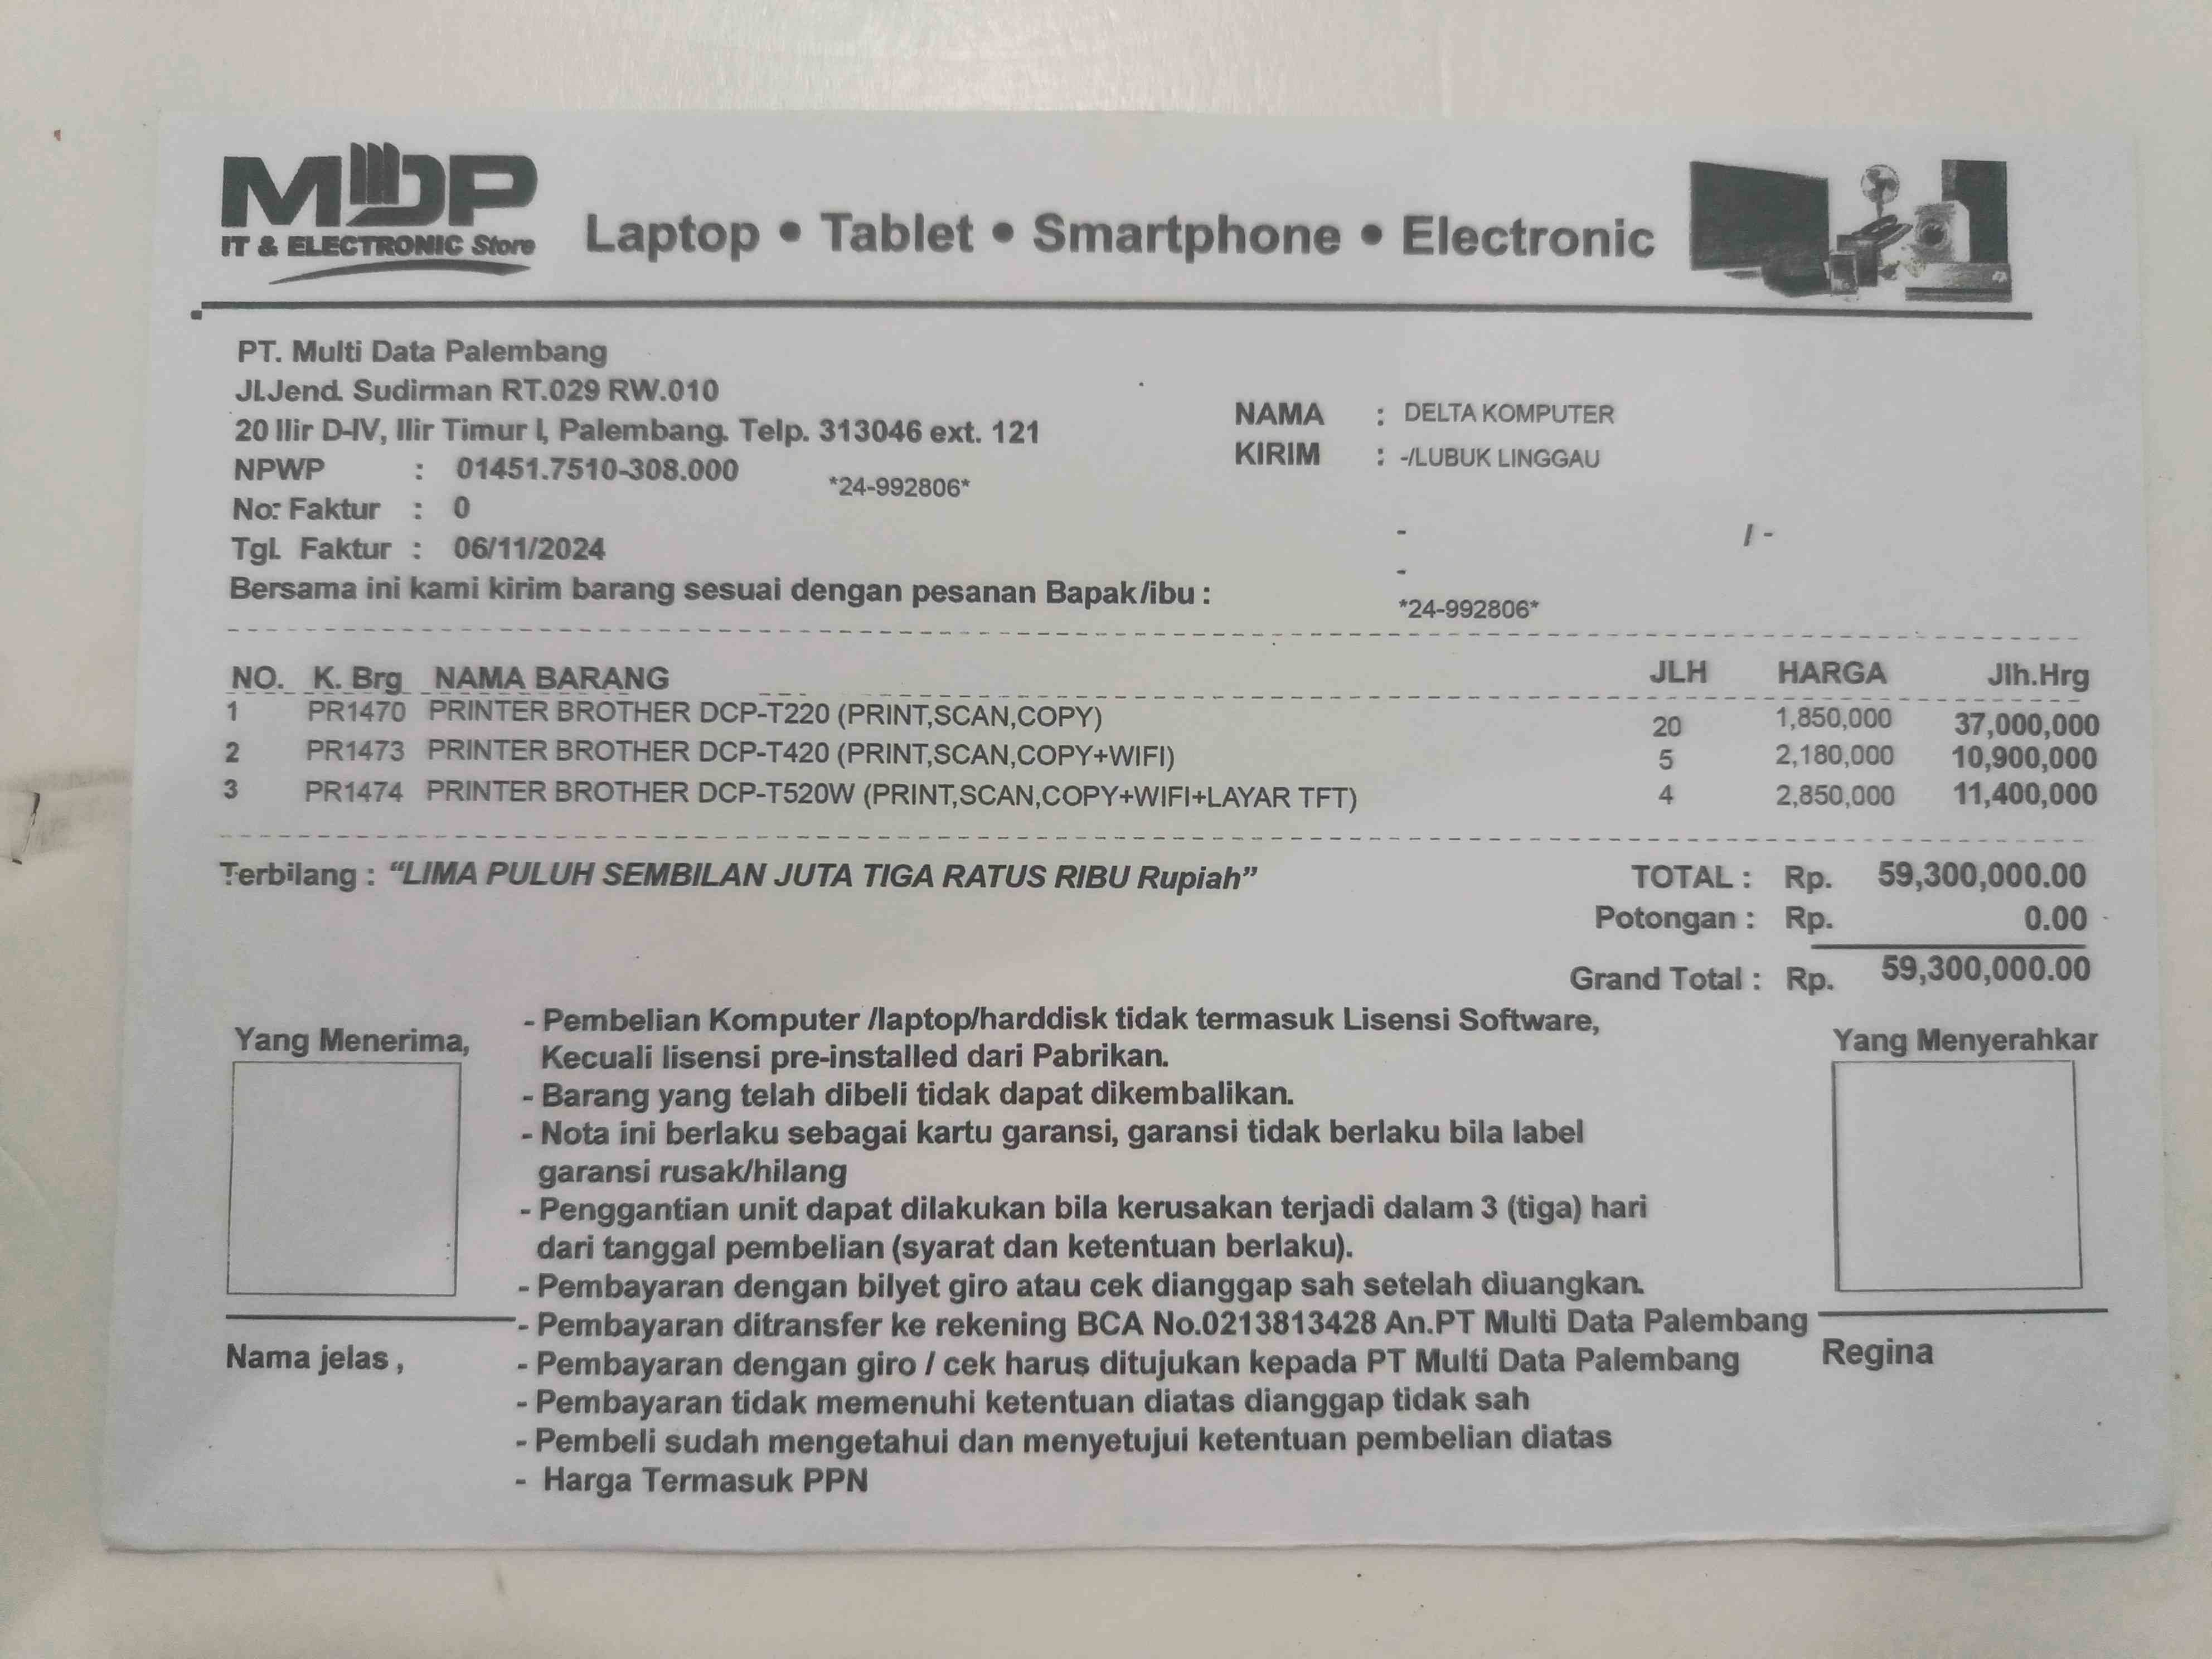 MDP
IT & ELECTRONIC Store
Laptop • Tablet • Smartphone • Electronic
PT. Multi Data Palembang
Jl.Jend. Sudirman RT.029 RW.010
20 Ilir D-IV, Ilir Timur I, Palembang. Telp. 313046 ext. 121
NPWP : 01451.7510-308.000 *24-992806*
No: Faktur : 0
Tgl. Faktur : 06/11/2024
Bersama ini kami kirim barang sesuai dengan pesanan Bapak/ibu :
NAMA : DELTA KOMPUTER
KIRIM : -/LUBUK LINGGAU
- / -
-
*24-992806*
NO. K. Brg NAMA BARANG JLH HARGA Jlh.Hrg
1 PR1470 PRINTER BROTHER DCP-T220 (PRINT,SCAN,COPY) 20 1,850,000 37,000,000
2 PR1473 PRINTER BROTHER DCP-T420 (PRINT,SCAN,COPY+WIFI) 5 2,180,000 10,900,000
3 PR1474 PRINTER BROTHER DCP-T520W (PRINT,SCAN,COPY+WIFI+LAYAR TFT) 4 2,850,000 11,400,000
Terbilang : “LIMA PULUH SEMBILAN JUTA TIGA RATUS RIBU Rupiah” TOTAL : Rp. 59,300,000.00
Potongan : Rp. 0.00
Grand Total : Rp. 59,300,000.00
Yang Menerima,
Nama jelas ,
- Pembelian Komputer /laptop/harddisk tidak termasuk Lisensi Software,
Kecuali lisensi pre-installed dari Pabrikan.
- Barang yang telah dibeli tidak dapat dikembalikan.
- Nota ini berlaku sebagai kartu garansi, garansi tidak berlaku bila label
garansi rusak/hilang
- Penggantian unit dapat dilakukan bila kerusakan terjadi dalam 3 (tiga) hari
dari tanggal pembelian (syarat dan ketentuan berlaku).
- Pembayaran dengan bilyet giro atau cek dianggap sah setelah diuangkan.
- Pembayaran ditransfer ke rekening BCA No.0213813428 An.PT Multi Data Palembang
- Pembayaran dengan giro / cek harus ditujukan kepada PT Multi Data Palembang
- Pembayaran tidak memenuhi ketentuan diatas dianggap tidak sah
- Pembeli sudah mengetahui dan menyetujui ketentuan pembelian diatas
- Harga Termasuk PPN
Yang Menyerahkar
Regina